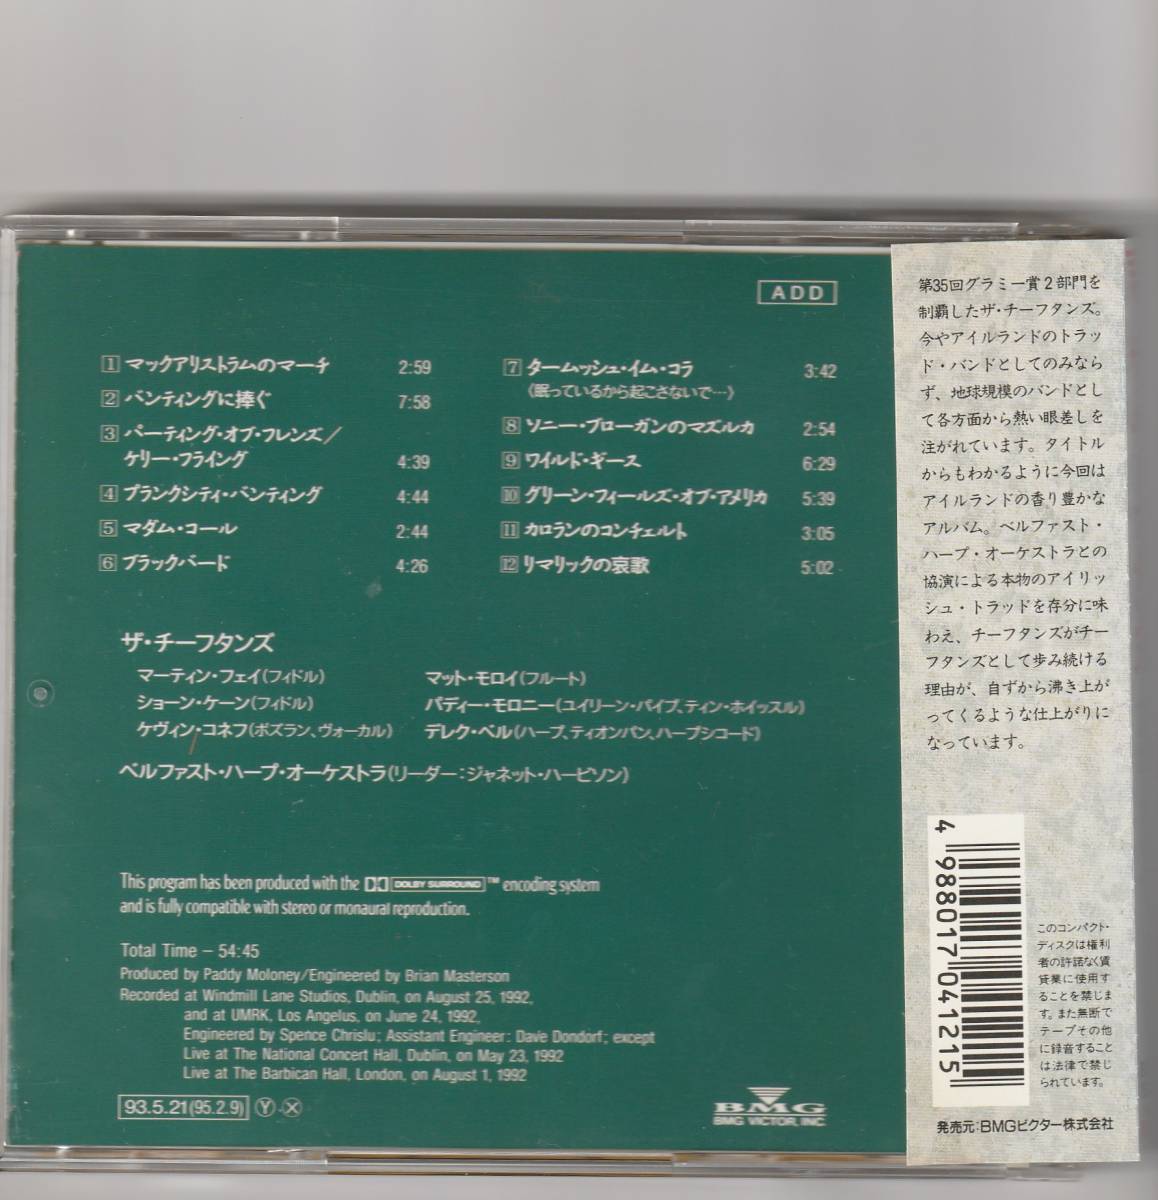 ADD
1 マックアリストラムのマーチ 2:59
2 バンティングに捧ぐ 7:58
3 パーティング・オブ・フレンズ／
ケリー・フライング 4:39
4 プランクシティ・バンティング 4:44
5 マダム・コール 2:44
6 ブラックバード 4:26
7 タームッシュ・イム・コラ 3:42
〈眠っているから起こさないで…〉
8 ソニー・ブローガンのマズルカ 2:54
9 ワイルド・ギース 6:29
10 グリーン・フィールズ・オブ・アメリカ 5:39
11 カロランのコンチェルト 3:05
12 リマリックの哀歌 5:02
ザ・チーフタンズ
マーティン・フェイ(フィドル)
ショーン・ケーン(フィドル)
ケヴィン・コネフ(ボズラン、ヴォーカル)
マット・モロイ(フルート)
パディー・モロニー(ユイリーン・パイプ、ティン・ホイッスル)
デレク・ベル(ハープ、ティオンパン、ハープシコード)
ベルファスト・ハープ・オーケストラ(リーダー：ジャネット・ハービソン)
This program has been produced with the DOLBY SURROUND ™ encoding system
and is fully compatible with stereo or monaural reproduction.
Total Time – 54:45
Produced by Paddy Moloney/Engineered by Brian Masterson
Recorded at Windmill Lane Studios, Dublin, on August 25, 1992,
and at UMRK, Los Angelus, on June 24, 1992,
Engineered by Spence Chrislu; Assistant Engineer: Dave Dondorf; except
Live at The National Concert Hall, Dublin, on May 23, 1992
Live at The Barbican Hall, London, on August 1, 1992
93.5.21(95.2.9) Y X
BMG
BMG VICTOR, INC.
第35回グラミー賞2部門を
制覇したザ・チーフタンズ。
今やアイルランドのトラッ
ド・バンドとしてのみなら
ず、地球規模のバンドとし
て各方面から熱い眼差しを
注がれています。タイトル
からもわかるように今回は
アイルランドの香り豊かな
アルバム。ベルファスト・
ハープ・オーケストラとの
協演による本物のアイリッ
シュ・トラッドを存分に味
わえ、チーフタンズがチー
フタンズとして歩み続ける
理由が、自ずから沸き上が
ってくるような仕上がりに
なっています。
4 988017 041215
このコンパクト・
ディスクは権利
者の許諾なく賃
貸業に使用す
ることを禁じま
す。また無断で
テープその他
に録音すること
は法律で禁じ
られています。
発売元：BMGビクター株式会社